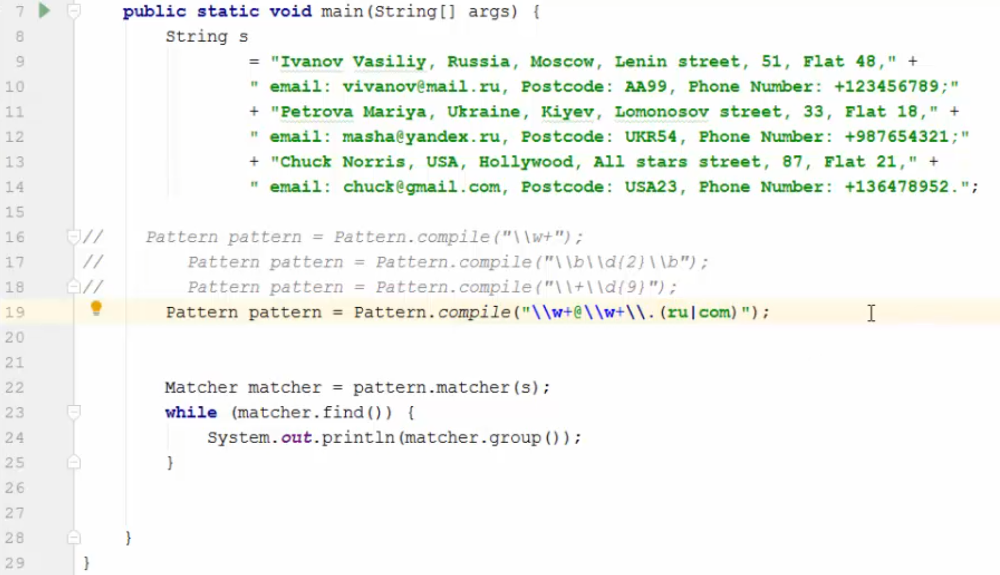 7 public static void main(String[] args) {
8 String s
9 = "Ivanov Vasiliy, Russia, Moscow, Lenin street, 51, Flat 48," +
10 " email: vivanov@mail.ru, Postcode: AA99, Phone Number: +123456789;"
11 + "Petrova Mariya, Ukraine, Kiyev, Lomonosov street, 33, Flat 18," +
12 " email: masha@yandex.ru, Postcode: UKR54, Phone Number: +987654321;"
13 + "Chuck Norris, USA, Hollywood, All stars street, 87, Flat 21," +
14 " email: chuck@gmail.com, Postcode: USA23, Phone Number: +136478952.";
15
16 // Pattern pattern = Pattern.compile("\\w+");
17 // Pattern pattern = Pattern.compile("\\b\\d{2}\\b");
18 // Pattern pattern = Pattern.compile("\\+\\d{9}");
19 Pattern pattern = Pattern.compile("\\w+@\\w+\\.(ru|com)");
20
21
22 Matcher matcher = pattern.matcher(s);
23 while (matcher.find()) {
24 System.out.println(matcher.group());
25 }
26
27
28 }
29 }